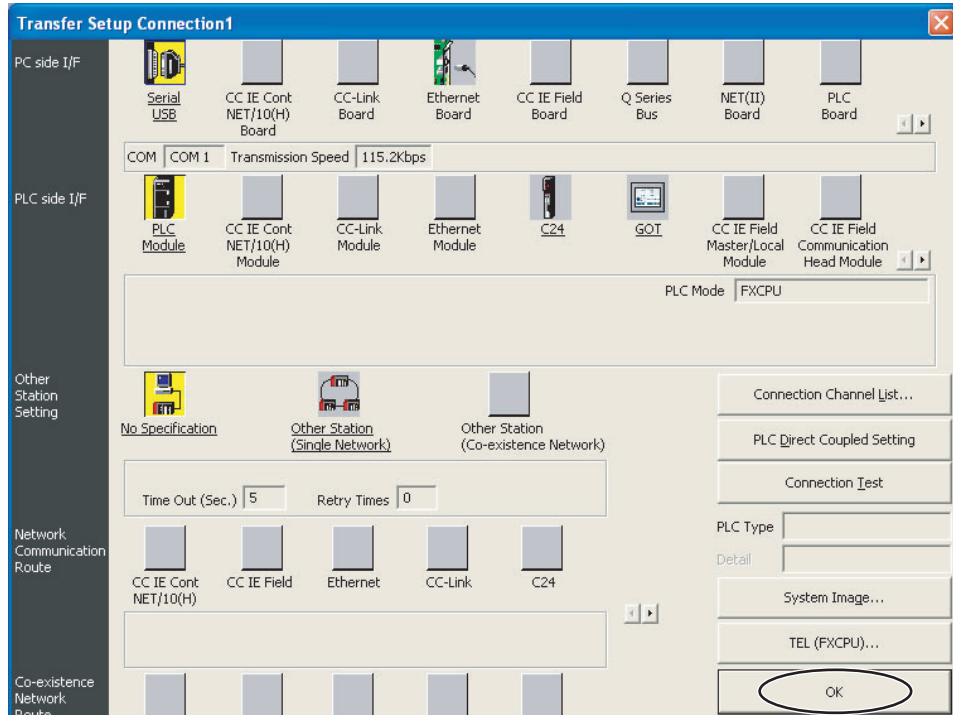 Transfer Setup Connection1
PC side I/F
Serial
USB
CC IE Cont
NET/10(H)
Board
CC-Link
Board
Ethernet
Board
CC IE Field
Board
Q Series
Bus
NET(II)
Board
PLC
Board
COM COM 1 Transmission Speed 115.2Kbps
PLC side I/F
PLC
Module
CC IE Cont
NET/10(H)
Module
CC-Link
Module
Ethernet
Module
C24
GOT
CC IE Field
Master/Local
Module
CC IE Field
Communication
Head Module
PLC Mode FXCPU
Other
Station
Setting
No Specification
Other Station
(Single Network)
Other Station
(Co-existence Network)
Time Out (Sec.) 5 Retry Times 0
Connection Channel List...
PLC Direct Coupled Setting
Connection Test
PLC Type
Detail
System Image...
TEL (FXCPU)...
OK
Network
Communication
Route
CC IE Cont
NET/10(H)
CC IE Field
Ethernet
CC-Link
C24
Co-existence
Network
Route